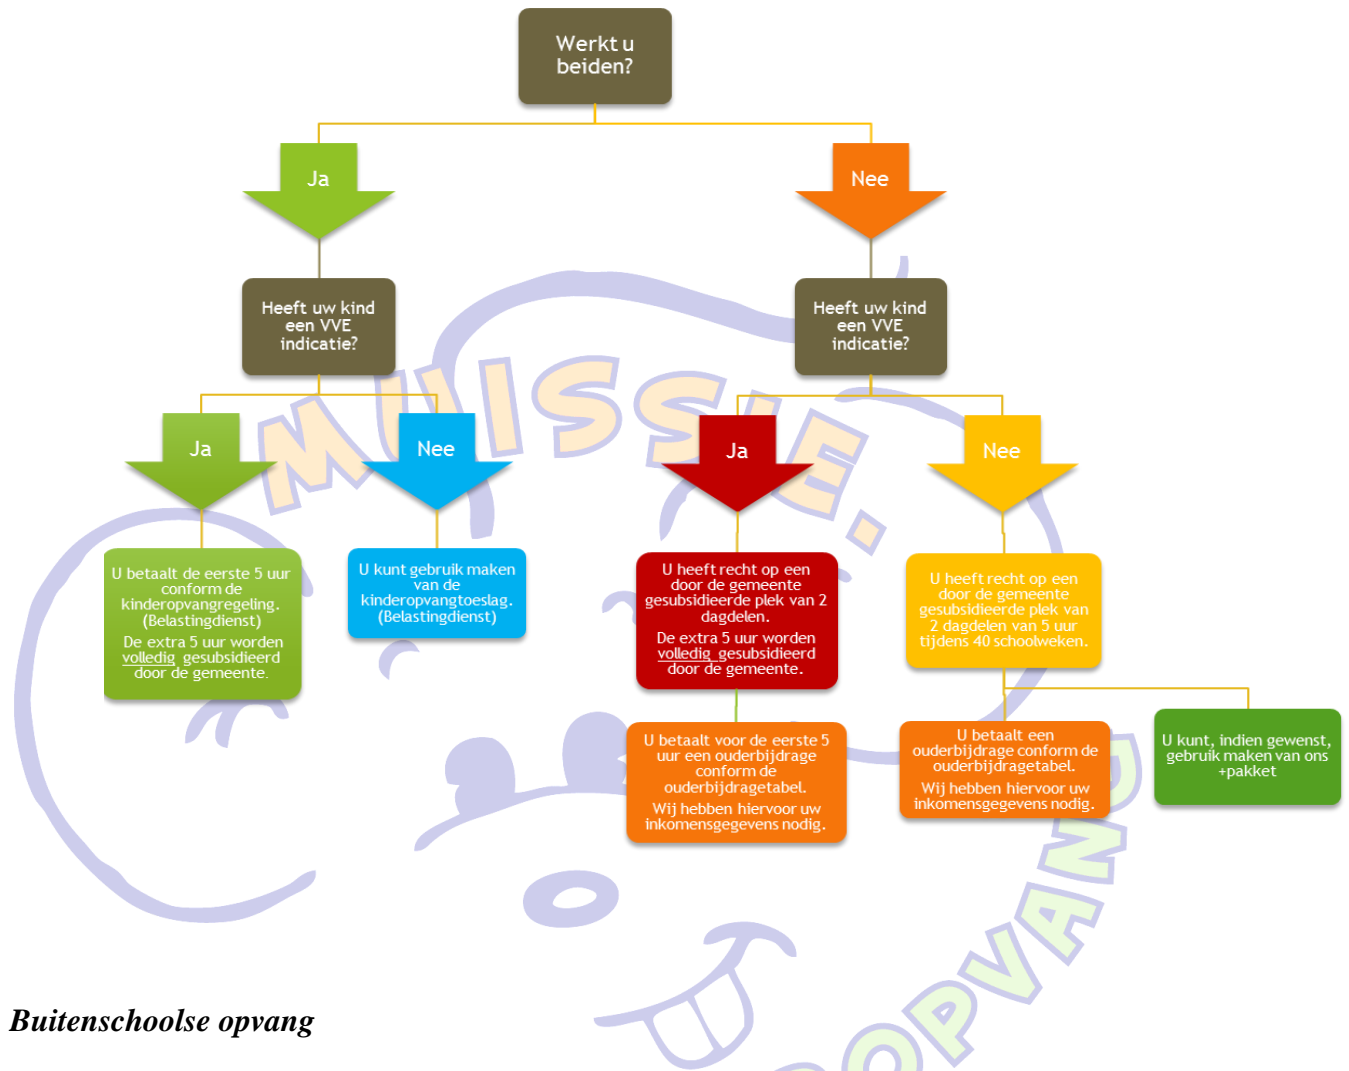 Werkt u
beiden?
Ja
Nee
Heeft uw kind
een VVE
indicatie?
Heeft uw kind
een VVE
indicatie?
Ja
Nee
Ja
Nee
U betaalt de eerste 5 uur
conform de
kinderopvangregeling.
(Belastingdienst)
De extra 5 uur worden
volledig gesubsidieerd
door de gemeente.
U kunt gebruik maken
van de
kinderopvangtoeslag.
(Belastingdienst)
U heeft recht op een
door de gemeente
gesubsidieerde plek van 2
dagdelen.
De extra 5 uur worden
volledig gesubsidieerd
door de gemeente.
U heeft recht op een
door de gemeente
gesubsidieerde plek van
2 dagdelen van 5 uur
tijdens 40 schoolweken.
U betaalt voor de eerste 5
uur een ouderbijdrage
conform de
ouderbijdragetabel.
Wij hebben hiervoor uw
inkomensgegevens nodig.
U betaalt een
ouderbijdrage conform de
ouderbijdragetabel.
Wij hebben hiervoor uw
inkomensgegevens nodig.
U kunt, indien gewenst,
gebruik maken van ons
+pakket
MUISSIE.
OPVANG
Buitenschoolse opvang